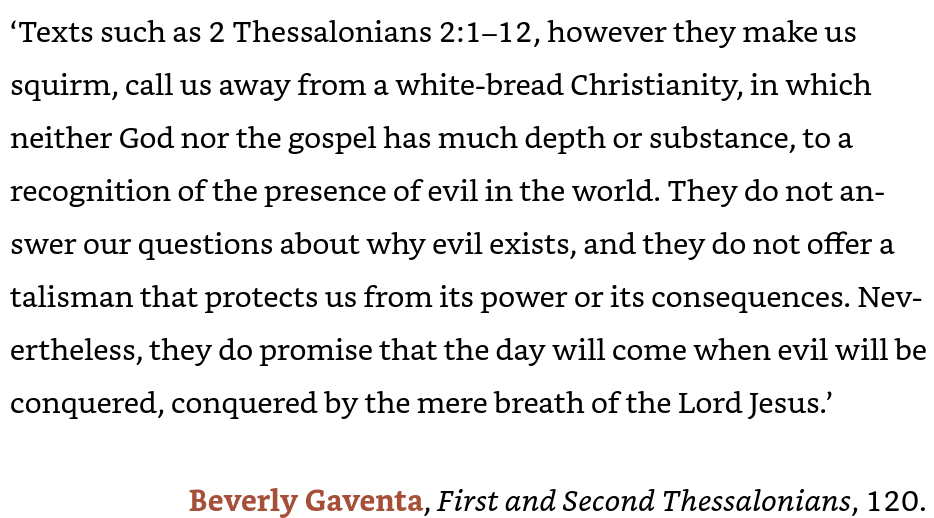 ‘Texts such as 2 Thessalonians 2:1–12, however they make us
squirm, call us away from a white-bread Christianity, in which
neither God nor the gospel has much depth or substance, to a
recognition of the presence of evil in the world. They do not an-
swer our questions about why evil exists, and they do not offer a
talisman that protects us from its power or its consequences. Nev-
ertheless, they do promise that the day will come when evil will be
conquered, conquered by the mere breath of the Lord Jesus.’
Beverly Gaventa, First and Second Thessalonians, 120.